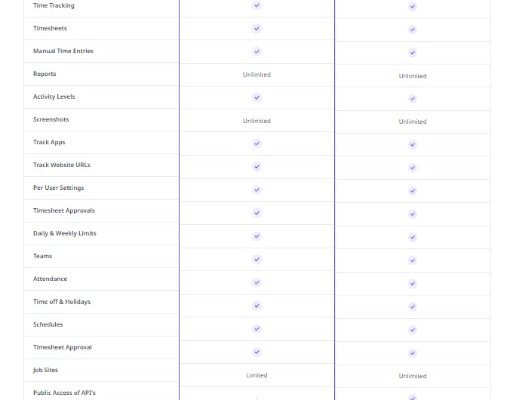 Time Tracking
Timesheets
Manual Time Entries
Reports Unlimited Unlimited
Activity Levels
Screenshots Unlimited Unlimited
Track Apps
Track Website URLs
Per User Settings
Timesheet Approvals
Daily & Weekly Limits
Teams
Attendance
Time off & Holidays
Schedules
Timesheet Approval
Job Sites Limited Unlimited
Public Access of API's